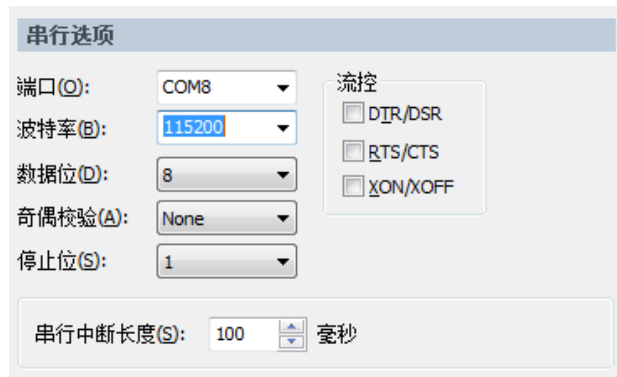 串行选项
端口(O): COM8
波特率(B): 115200
数据位(D): 8
奇偶校验(A): None
停止位(S): 1
流控
DTR/DSR
RTS/CTS
XON/XOFF
串行中断长度(S): 100 毫秒